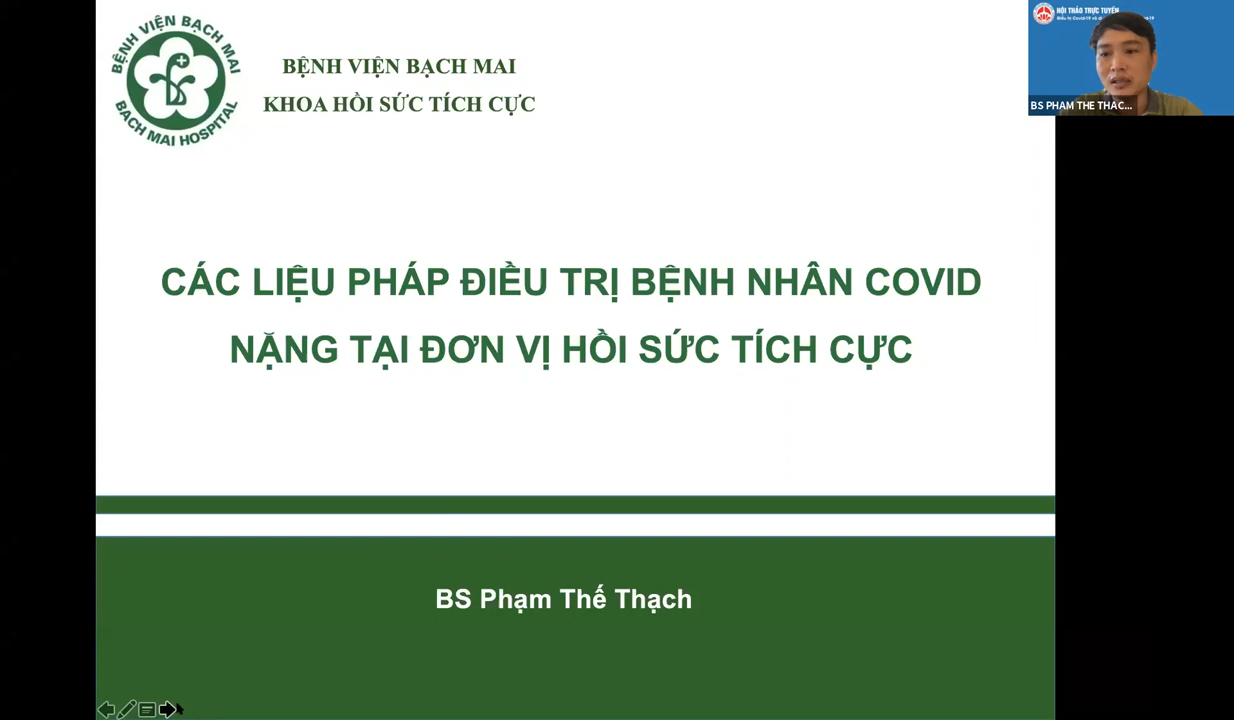 BỆNH VIỆN BẠCH MAI
BACH MAI HOSPITAL
BỆNH VIỆN BẠCH MAI
KHOA HỒI SỨC TÍCH CỰC
HỘI THẢO TRỰC TUYẾN
BS PHAM THE THAC...
CÁC LIỆU PHÁP ĐIỀU TRỊ BỆNH NHÂN COVID
NẶNG TẠI ĐƠN VỊ HỒI SỨC TÍCH CỰC
BS Phạm Thế Thạch